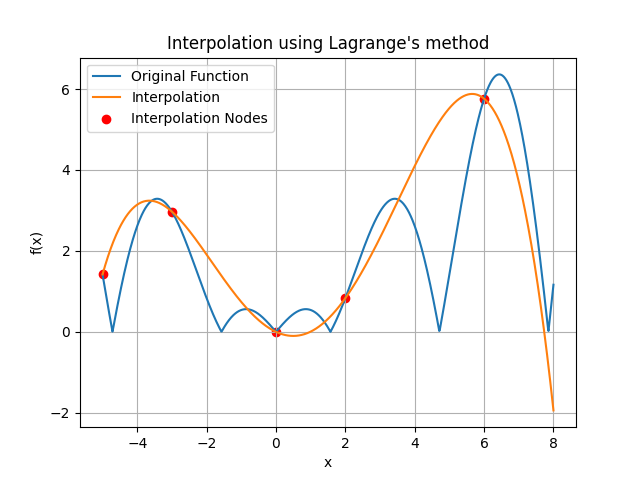 Interpolation using Lagrange's method
Original Function
Interpolation
Interpolation Nodes
f(x)
6
4
2
0
−2
−4
−2
0
2
4
6
8
x